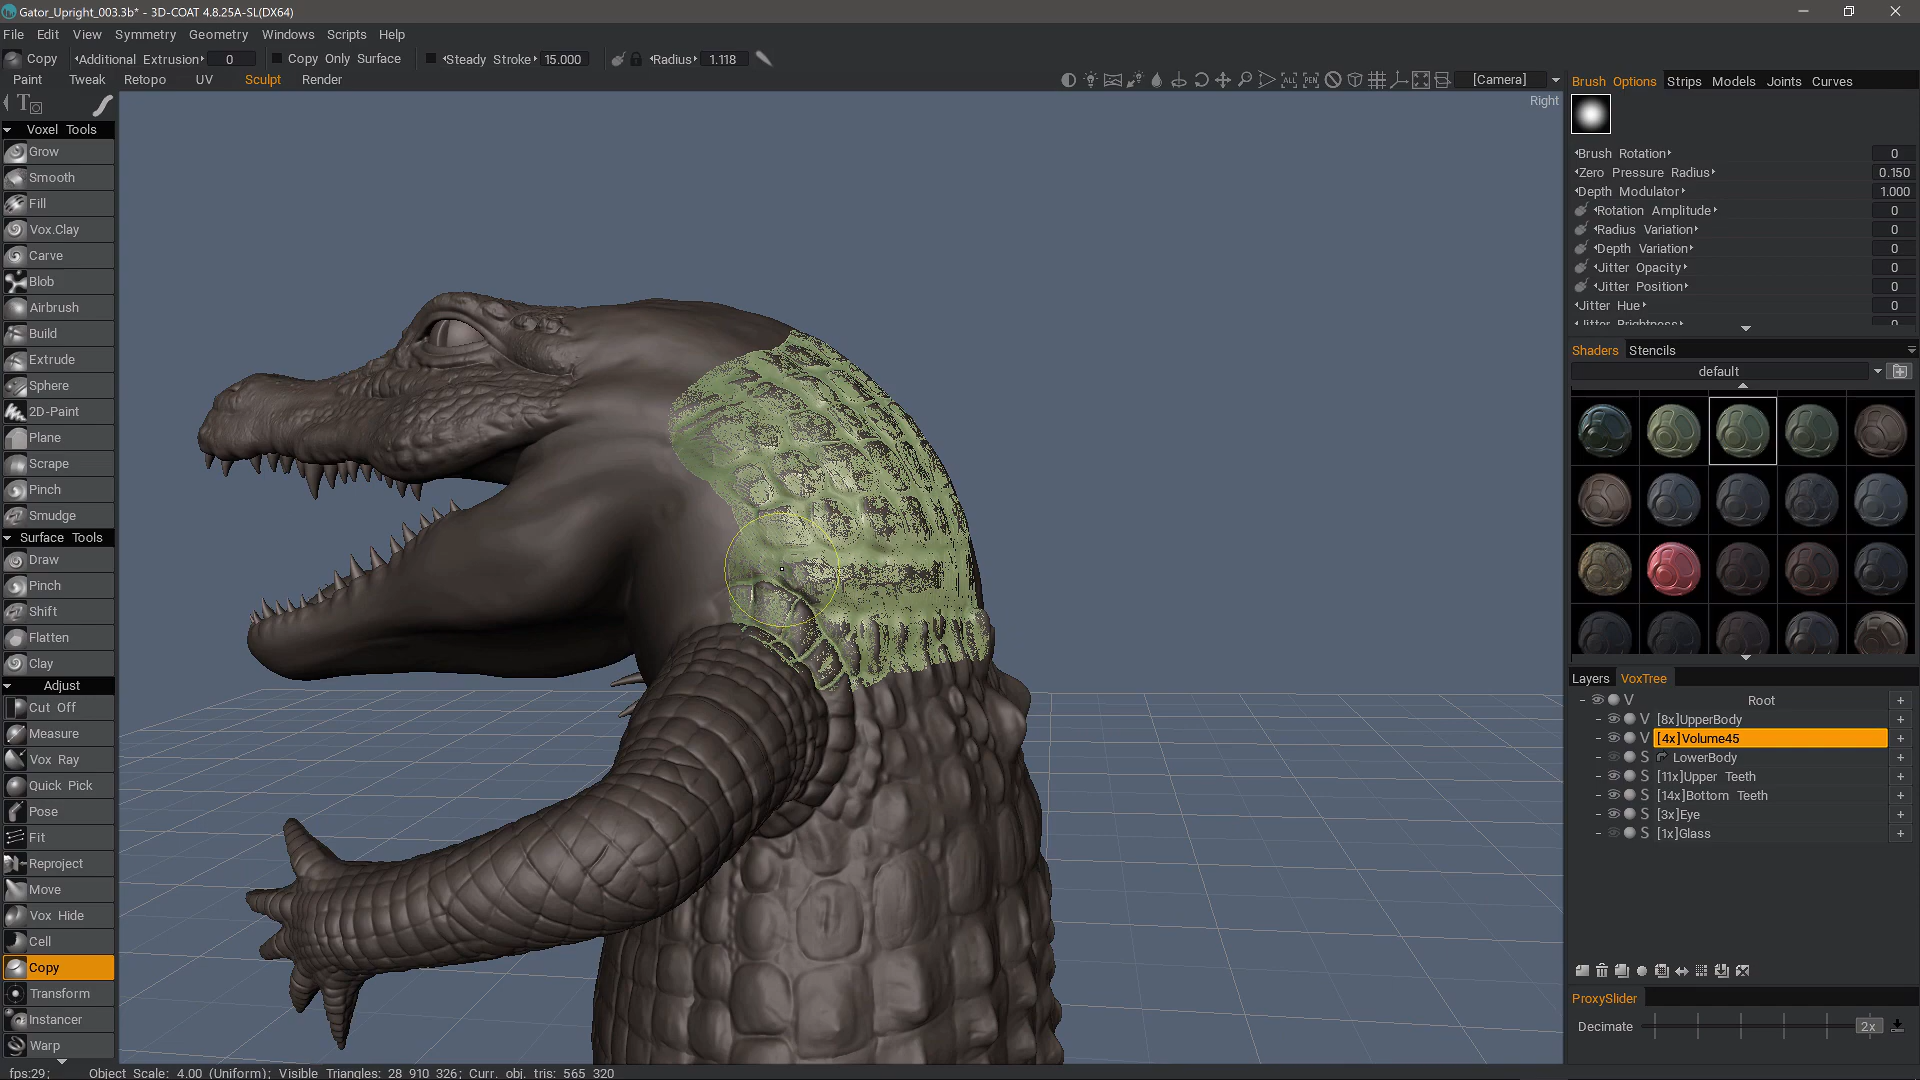 Gator_Upright_003.3b* - 3D-COAT 4.8.25A-SL(DX64)
File Edit View Symmetry Geometry Windows Scripts Help
Copy Additional Extrusion 0 Copy Only Surface Steady Stroke 15.000 Radius 1.118
Paint Tweak Retopo UV Sculpt Render [Camera]
Right
Voxel Tools
Grow
Smooth
Fill
Vox.Clay
Carve
Blob
Airbrush
Build
Extrude
Sphere
2D-Paint
Plane
Scrape
Pinch
Smudge
Surface Tools
Draw
Pinch
Shift
Flatten
Clay
Adjust
Cut Off
Measure
Vox Ray
Quick Pick
Pose
Fit
Reproject
Move
Vox Hide
Cell
Copy
Transform
Instancer
Warp
Brush Options Strips Models Joints Curves
Brush Rotation 0
Zero Pressure Radius 0.150
Depth Modulator 1.000
Rotation Amplitude 0
Radius Variation 0
Depth Variation 0
Jitter Opacity 0
Jitter Position 0
Jitter Hue 0
Jitter Brightness 0
Shaders Stencils
default
Layers VoxTree
V Root +
V [8x]UpperBody +
V [4x]Volume45 +
S LowerBody +
S [11x]Upper Teeth +
S [14x]Bottom Teeth +
S [3x]Eye +
S [1x]Glass +
ProxySlider
Decimate 2x
fps:29; Object Scale: 4.00 (Uniform); Visible Triangles: 28 910 326; Curr. obj. tris: 565 320